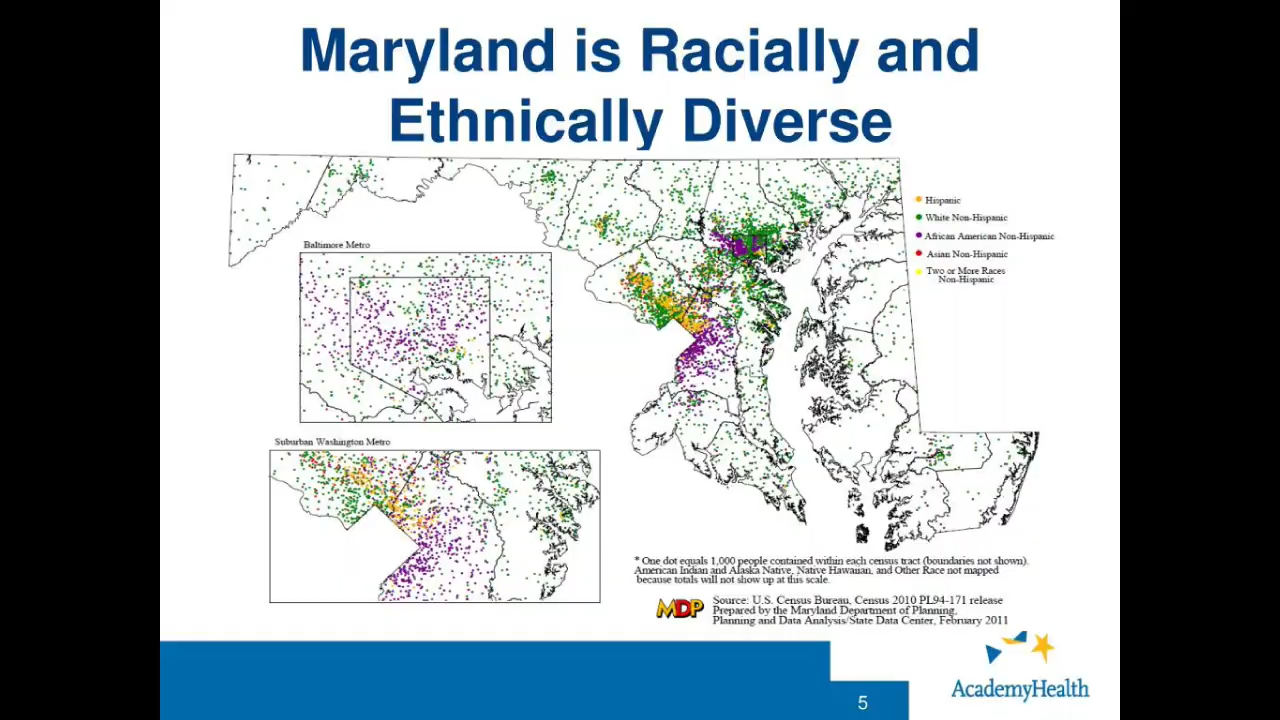 Maryland is Racially and
Ethnically Diverse
Hispanic
White Non-Hispanic
African American Non-Hispanic
Asian Non-Hispanic
Two or More Races
Non-Hispanic
Baltimore Metro
Suburban Washington Metro
* One dot equals 1,000 people contained within each census tract (boundaries not shown).
American Indian and Alaska Native, Native Hawaiian, and Other Race not mapped
because totals will not show up at this scale.
MDP
Source: U.S. Census Bureau, Census 2010 PL94-171 release
Prepared by the Maryland Department of Planning,
Planning and Data Analysis/State Data Center, February 2011
AcademyHealth
5